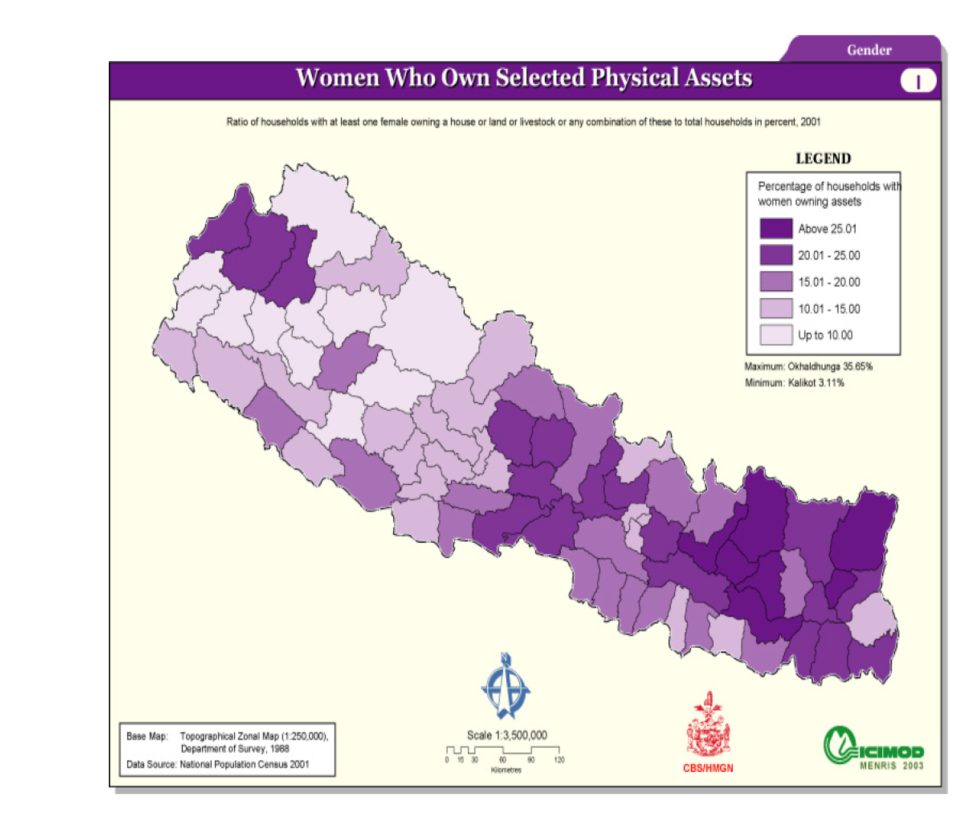 Gender
Women Who Own Selected Physical Assets
I
Ratio of households with at least one female owning a house or land or livestock or any combination of these to total households in percent, 2001
LEGEND
Percentage of households with
women owning assets
Above 25.01
20.01 - 25.00
15.01 - 20.00
10.01 - 15.00
Up to 10.00
Maximum: Okhaldhunga 35.65%
Minimum: Kalikot 3.11%
Base Map: Topographical Zonal Map (1:250,000),
Department of Survey, 1988
Data Source: National Population Census 2001
Scale 1:3,500,000
0 15 30 60 90 120
Kilometres
CBS/HMGN
ICIMOD
MENRIS 2003